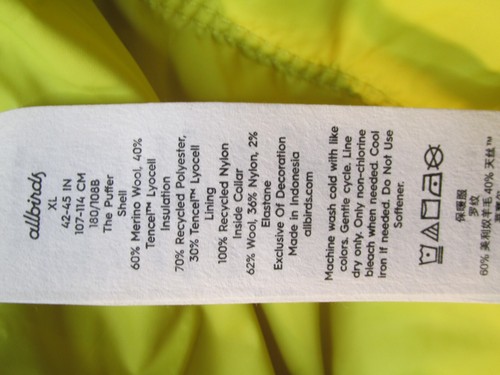 allbirds
XL
42-45 IN
107-114 CM
180/108B
The Puffer
Shell
60% Merino Wool, 40%
Tencel™ Lyocell
Insulation
70% Recycled Polyester,
30% Tencel™ Lyocell
Lining
100% Recycled Nylon
Inside Collar
62% Wool, 36% Nylon, 2%
Elastane
Exclusive Of Decoration
Made in Indonesia
allbirds.com
Machine wash cold with like
colors. Gentle cycle. Line
dry only. Only non-chlorine
bleach when needed. Cool
iron if needed. Do Not Use
Softener.
保暖服
罗纹
60% 美利奴羊毛 40% 天丝™